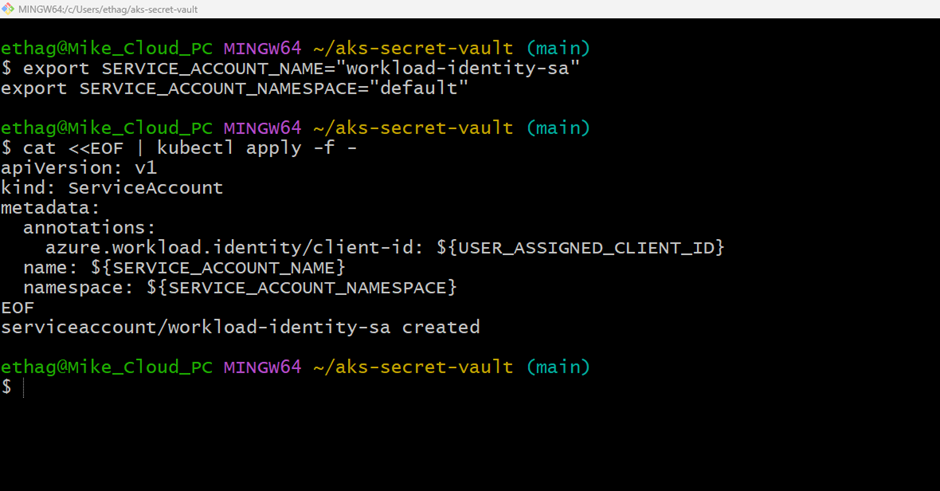 MINGW64:/c/Users/ethag/aks-secret-vault
ethag@Mike_Cloud_PC MINGW64 ~/aks-secret-vault (main)
$ export SERVICE_ACCOUNT_NAME="workload-identity-sa"
export SERVICE_ACCOUNT_NAMESPACE="default"
ethag@Mike_Cloud_PC MINGW64 ~/aks-secret-vault (main)
$ cat <<EOF | kubectl apply -f -
apiVersion: v1
kind: ServiceAccount
metadata:
  annotations:
    azure.workload.identity/client-id: ${USER_ASSIGNED_CLIENT_ID}
  name: ${SERVICE_ACCOUNT_NAME}
  namespace: ${SERVICE_ACCOUNT_NAMESPACE}
EOF
serviceaccount/workload-identity-sa created
ethag@Mike_Cloud_PC MINGW64 ~/aks-secret-vault (main)
$